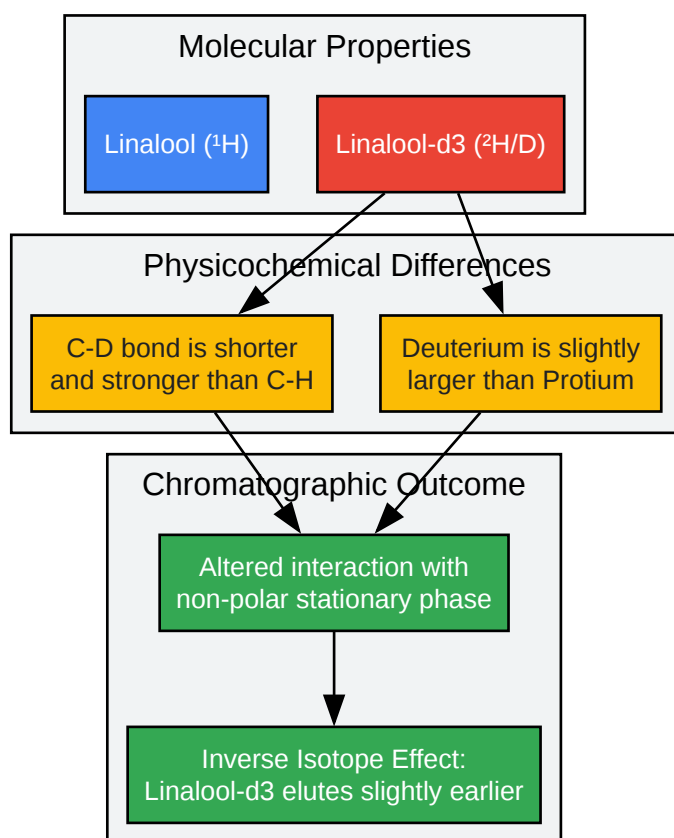 Molecular Properties
Linalool (¹H)
Linalool-d3 (²H/D)
Physicochemical Differences
C-D bond is shorter
and stronger than C-H
Deuterium is slightly
larger than Protium
Chromatographic Outcome
Altered interaction with
non-polar stationary phase
Inverse Isotope Effect:
Linalool-d3 elutes slightly earlier